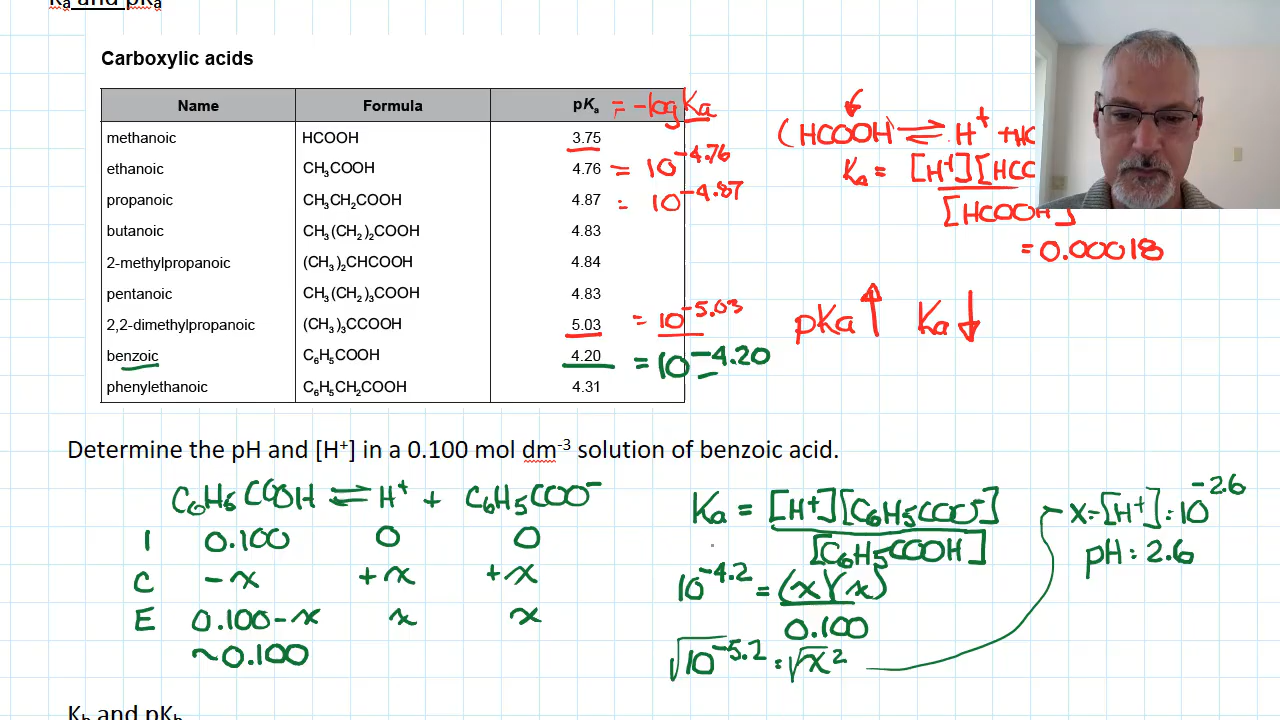 Ka and pKa
Carboxylic acids
Name Formula pKa = -log Ka
methanoic HCOOH 3.75
ethanoic CH₃COOH 4.76 = 10^-4.76
propanoic CH₃CH₂COOH 4.87 = 10^-4.87
butanoic CH₃(CH₂)₂COOH 4.83
2-methylpropanoic (CH₃)₂CHCOOH 4.84
pentanoic CH₃(CH₂)₃COOH 4.83
2,2-dimethylpropanoic (CH₃)₃CCOOH 5.03 = 10^-5.03
benzoic C₆H₅COOH 4.20 = 10^-4.20
phenylethanoic C₆H₅CH₂COOH 4.31
(HCOOH) ⇌ H⁺ + HC
Ka = [H⁺][HCC
[HCOOH]
= 0.00018
pKa ↑ Ka ↓
Determine the pH and [H⁺] in a 0.100 mol dm⁻³ solution of benzoic acid.
C₆H₅COOH ⇌ H⁺ + C₆H₅COO⁻
I 0.100 0 0
C -x +x +x
E 0.100-x x x
~0.100
Ka = [H⁺][C₆H₅COO⁻]
[C₆H₅COOH]
10^-4.2 = (x)(x)
0.100
√10^-5.2 = √x²
x=[H⁺]=10^-2.6
pH = 2.6
Kb and pKb